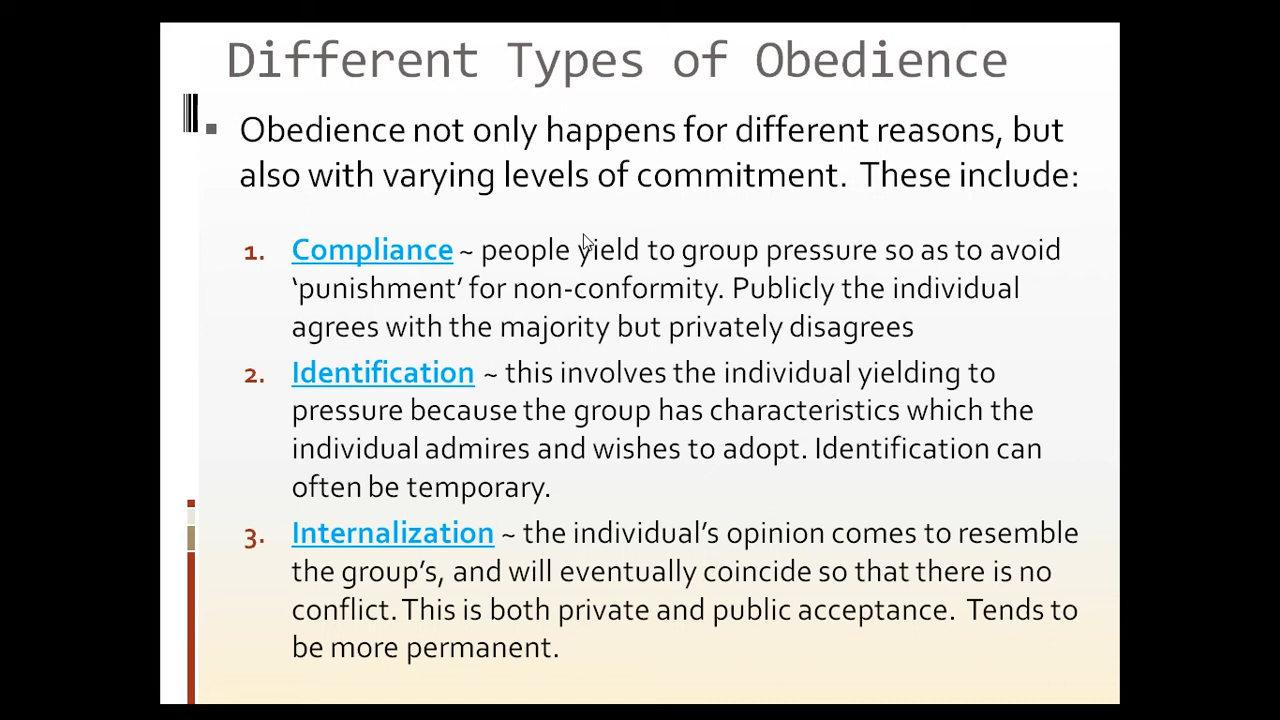 Different Types of Obedience
▪ Obedience not only happens for different reasons, but
also with varying levels of commitment.  These include:
1. Compliance ~ people yield to group pressure so as to avoid
‘punishment’ for non-conformity. Publicly the individual
agrees with the majority but privately disagrees
2. Identification ~ this involves the individual yielding to
pressure because the group has characteristics which the
individual admires and wishes to adopt. Identification can
often be temporary.
3. Internalization ~ the individual’s opinion comes to resemble
the group’s, and will eventually coincide so that there is no
conflict. This is both private and public acceptance.  Tends to
be more permanent.